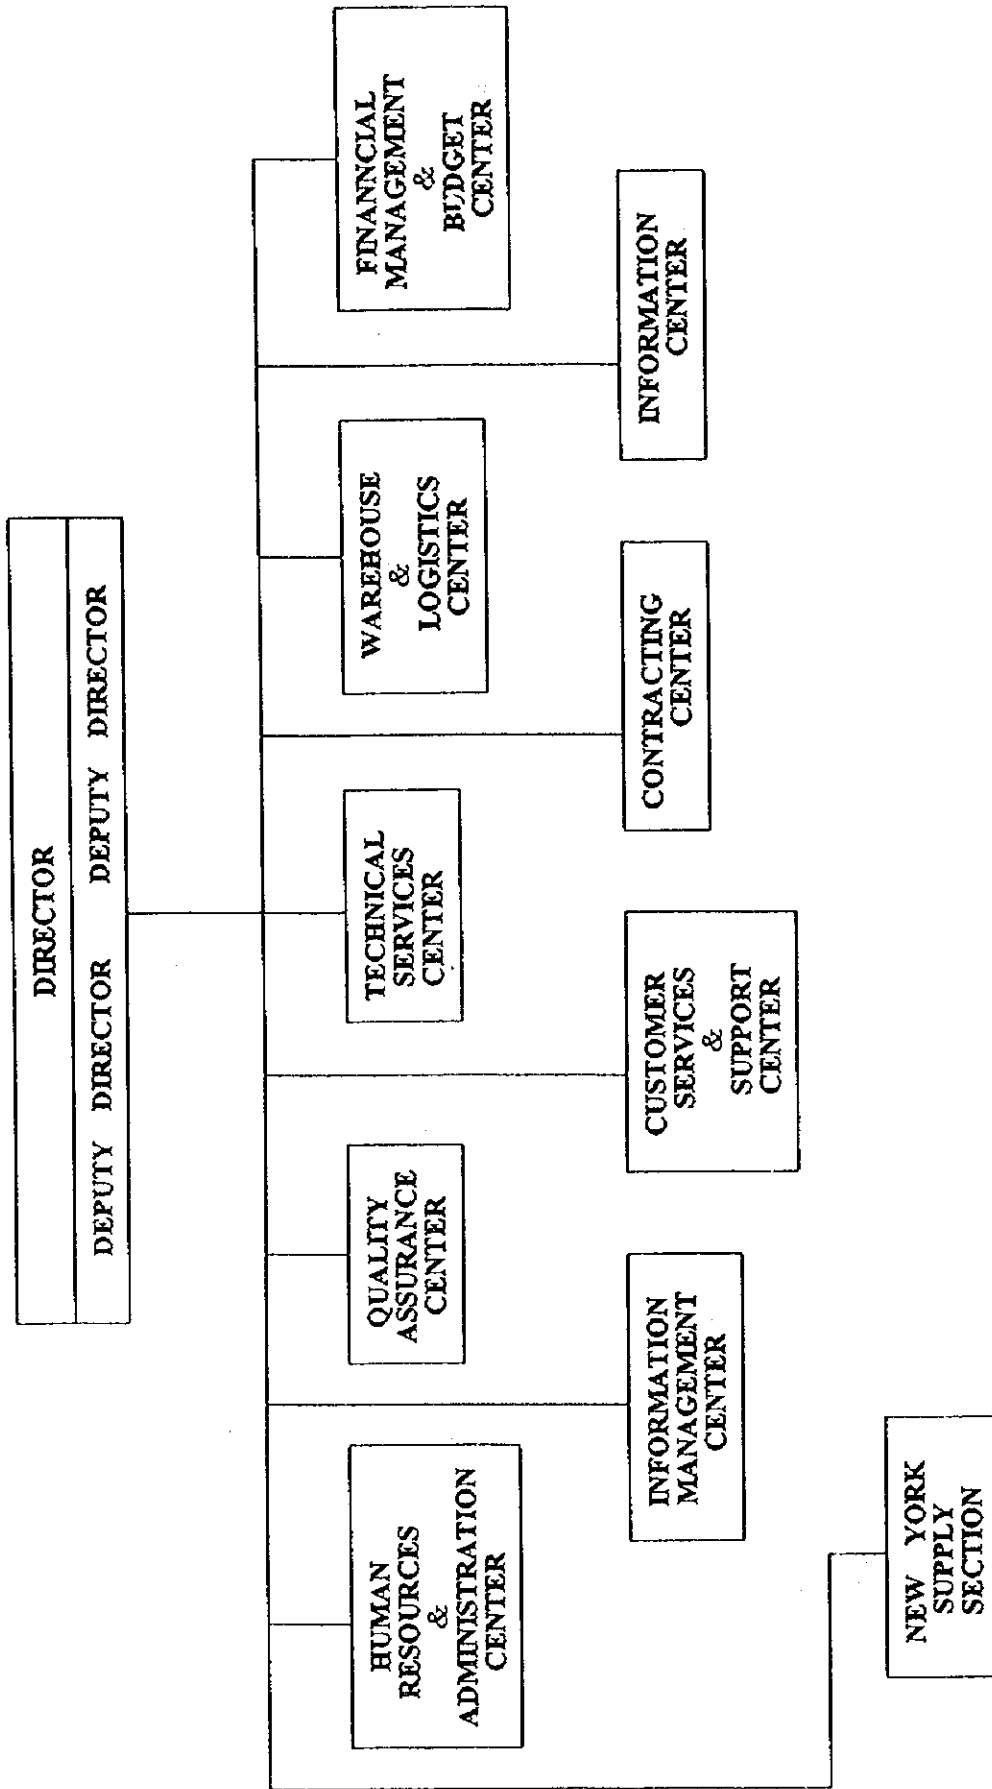 DIRECTOR
DEPUTY DIRECTOR DEPUTY DIRECTOR
HUMAN
RESOURCES
&
ADMINISTRATION
CENTER
QUALITY
ASSURANCE
CENTER
TECHNICAL
SERVICES
CENTER
WAREHOUSE
&
LOGISTICS
CENTER
FINANNCIAL
MANAGEMENT
&
BUDGET
CENTER
INFORMATION
MANAGEMENT
CENTER
CUSTOMER
SERVICES
&
SUPPORT
CENTER
CONTRACTING
CENTER
INFORMATION
CENTER
NEW YORK
SUPPLY
SECTION